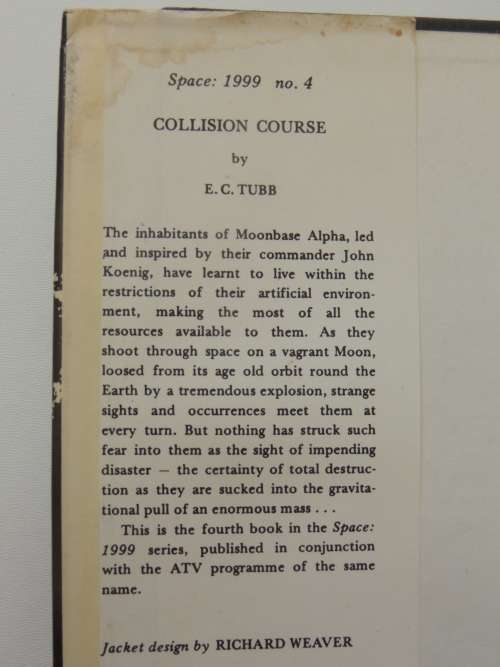 Space: 1999 no. 4
COLLISION COURSE
by
E. C. TUBB
The inhabitants of Moonbase Alpha, led
and inspired by their commander John
Koenig, have learnt to live within the
restrictions of their artificial environ-
ment, making the most of all the
resources available to them. As they
shoot through space on a vagrant Moon,
loosed from its age old orbit round the
Earth by a tremendous explosion, strange
sights and occurrences meet them at
every turn. But nothing has struck such
fear into them as the sight of impending
disaster — the certainty of total destruc-
tion as they are sucked into the gravita-
tional pull of an enormous mass . . .
This is the fourth book in the Space:
1999 series, published in conjunction
with the ATV programme of the same
name.
Jacket design by RICHARD WEAVER